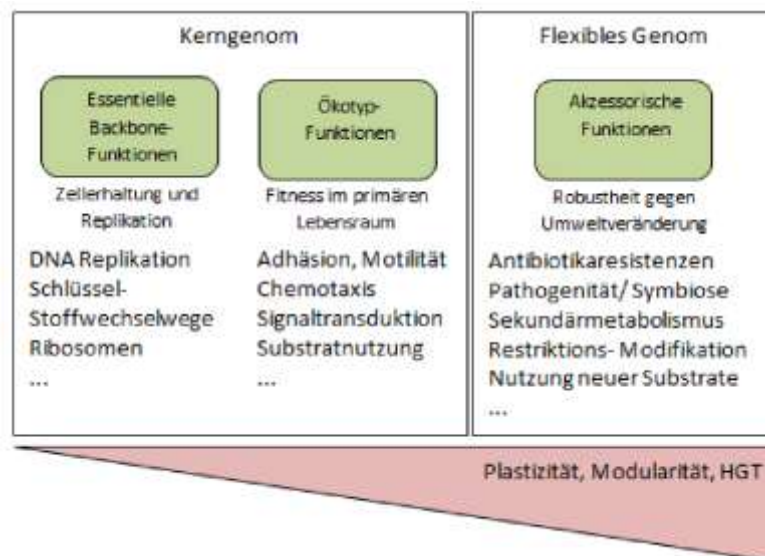 Kerngenom
Essentielle
Backbone-
Funktionen
Zellerhaltung und
Replikation
DNA Replikation
Schlüssel-
Stoffwechselwege
Ribosomen
...
Ökotyp-
Funktionen
Fitness im primären
Lebensraum
Adhäsion, Motilität
Chemotaxis
Signaltransduktion
Substratnutzung
...
Flexibles Genom
Akzessorische
Funktionen
Robustheit gegen
Umweltveränderung
Antibiotikaresistenzen
Pathogenität/ Symbiose
Sekundärmetabolismus
Restriktions- Modifikation
Nutzung neuer Substrate
...
Plastizität, Modularität, HGT